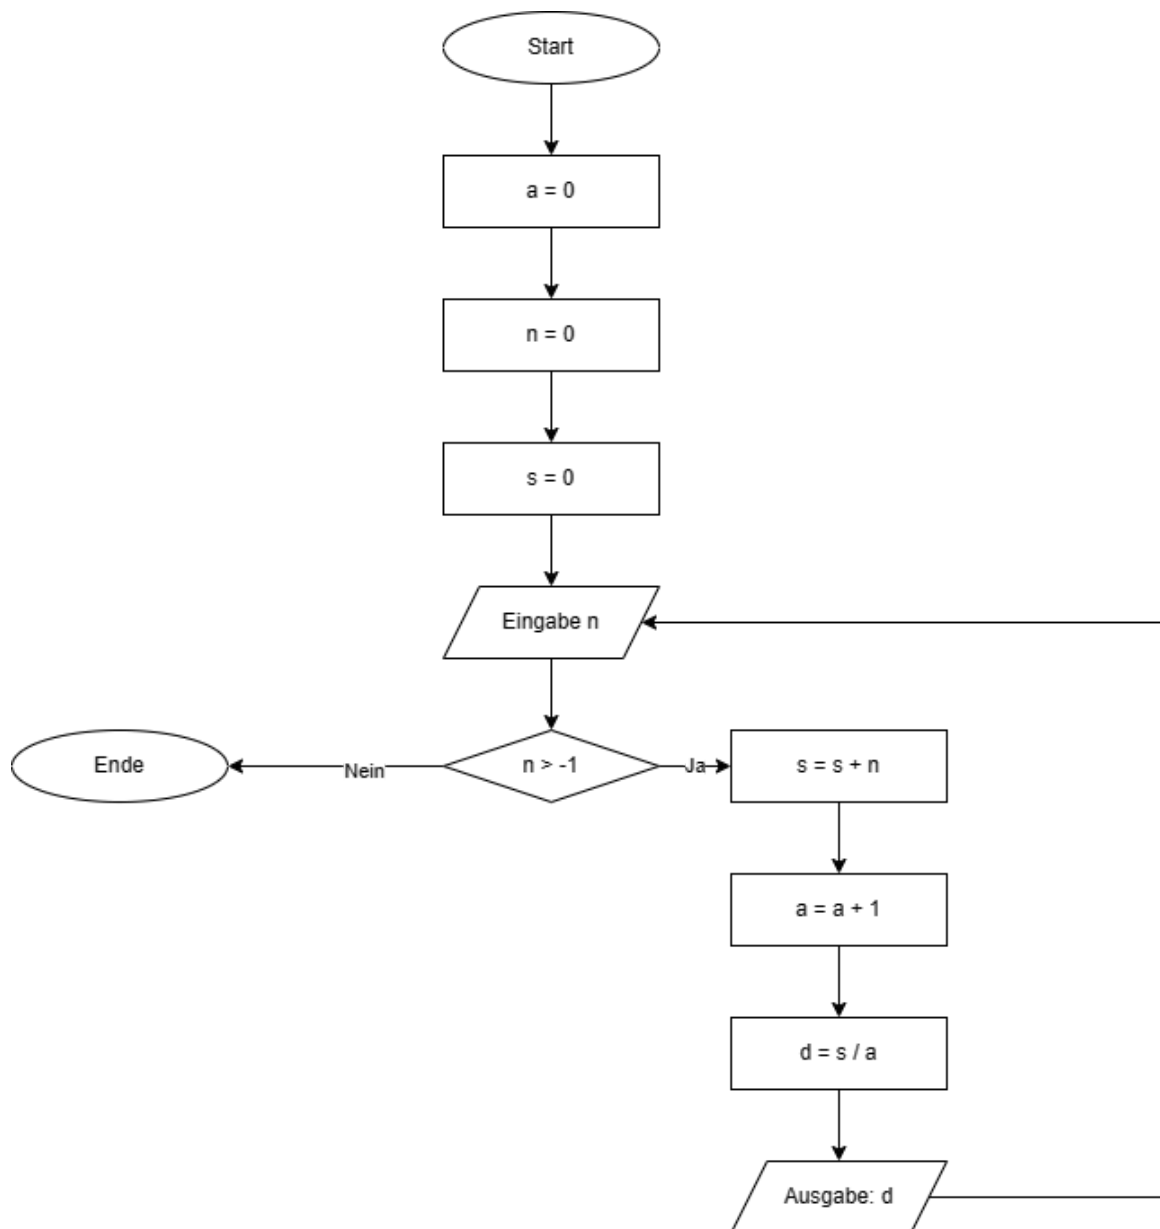 Start
a = 0
n = 0
s = 0
Eingabe n
Ende
Nein
n > -1
Ja
s = s + n
a = a + 1
d = s / a
Ausgabe: d